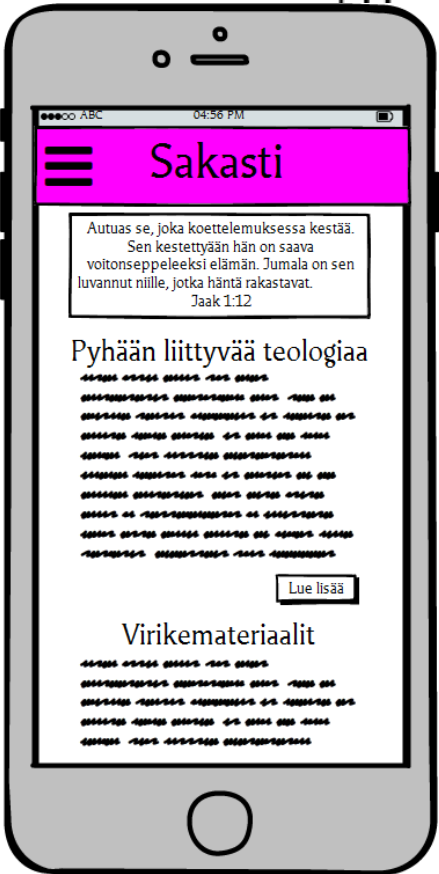 ABC 04:56 PM
Sakasti
Autuas se, joka koettelemuksessa kestää.
Sen kestettyään hän on saava
voitonseppeleeksi elämän. Jumala on sen
luvannut niille, jotka häntä rakastavat.
Jaak 1:12
Pyhään liittyvää teologiaa
Lue lisää
Virikemateriaalit